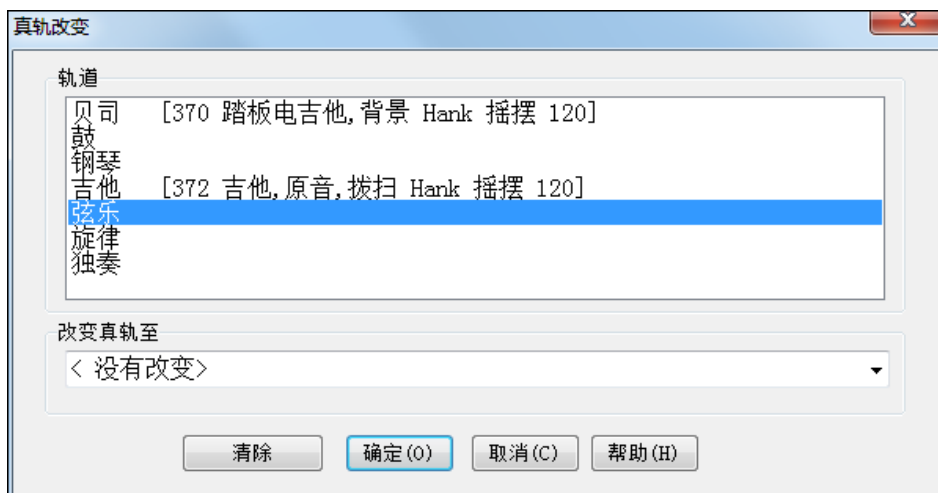 真轨改变
轨道
贝司 [370 踏板电吉他,背景 Hank 摇摆 120]
鼓
钢琴
吉他 [372 吉他,原音,拨扫 Hank 摇摆 120]
弦乐
旋律
独奏
改变真轨至
< 没有改变>
清除 确定(O) 取消(C) 帮助(H)